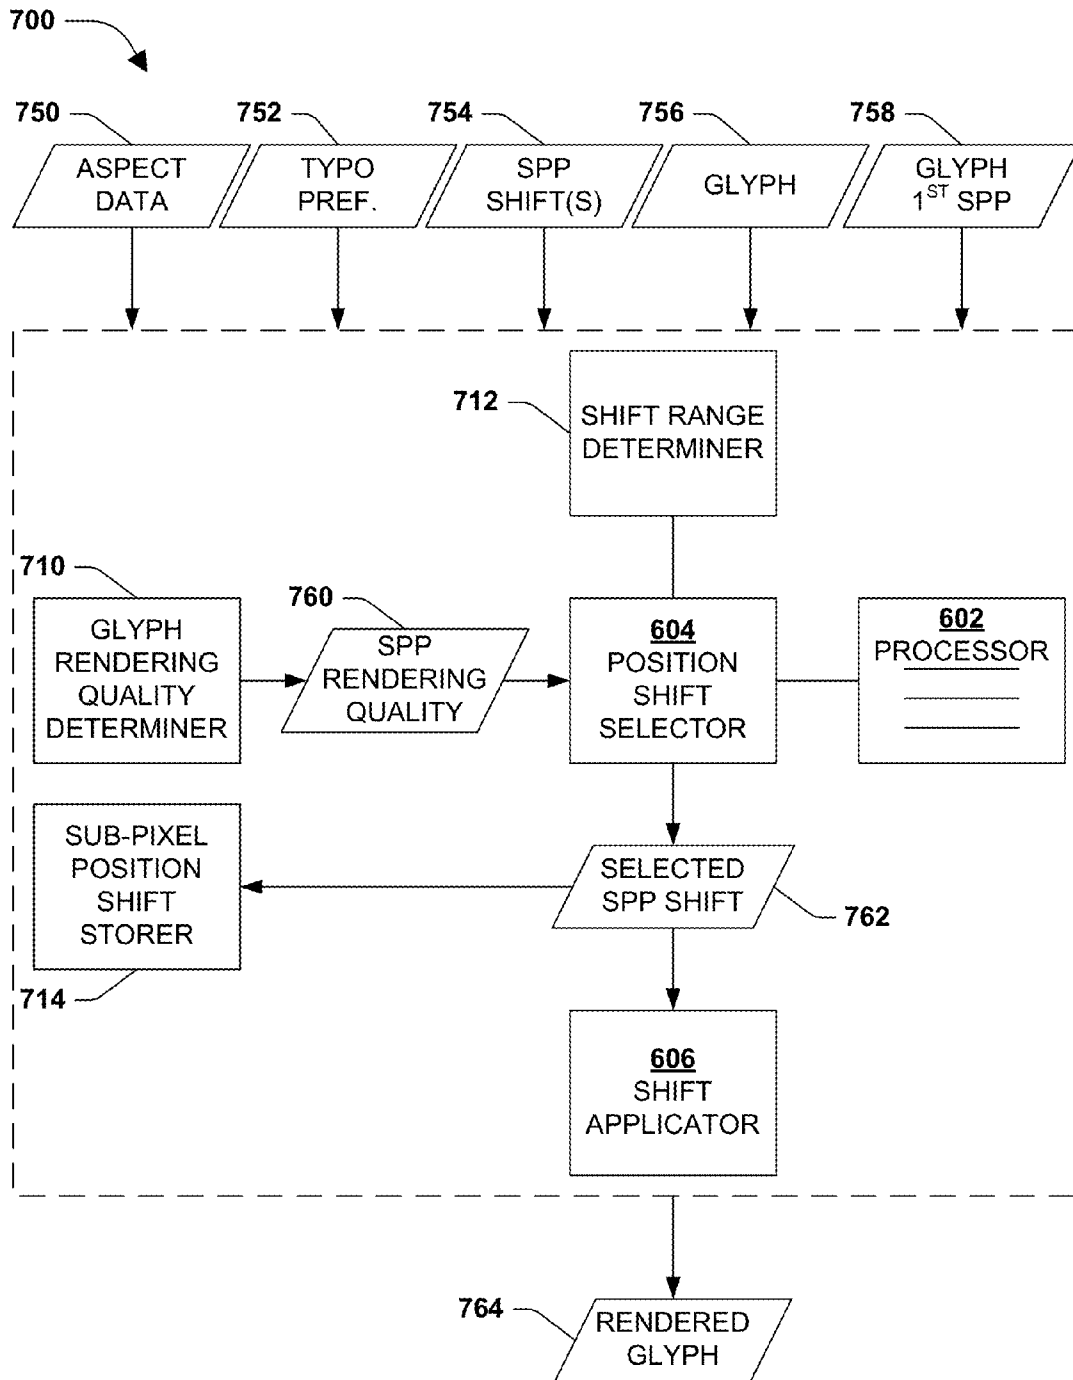 700
750
752
754
756
758
ASPECT
DATA
TYPO
PREF.
SPP
SHIFT(S)
GLYPH
GLYPH
1ST SPP
712
SHIFT RANGE
DETERMINER
710
GLYPH
RENDERING
QUALITY
DETERMINER
760
SPP
RENDERING
QUALITY
604
POSITION
SHIFT
SELECTOR
602
PROCESSOR
SUB-PIXEL
POSITION
SHIFT
STORER
714
SELECTED
SPP SHIFT
762
606
SHIFT
APPLICATOR
764
RENDERED
GLYPH